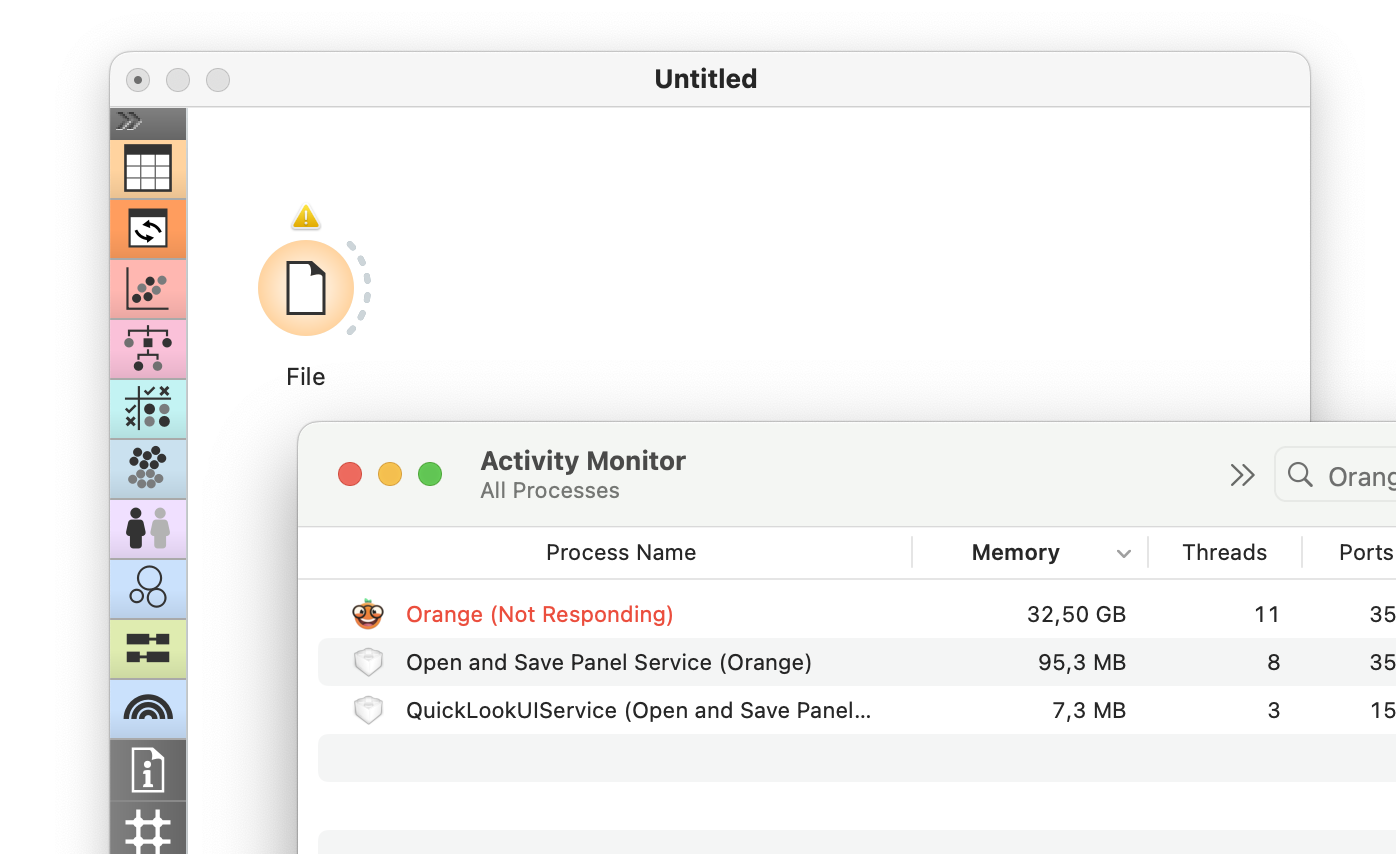 Untitled
File
Activity Monitor
All Processes
Orang
Process Name Memory Threads Ports
Orange (Not Responding) 32,50 GB 11 35
Open and Save Panel Service (Orange) 95,3 MB 8 35
QuickLookUIService (Open and Save Panel... 7,3 MB 3 15